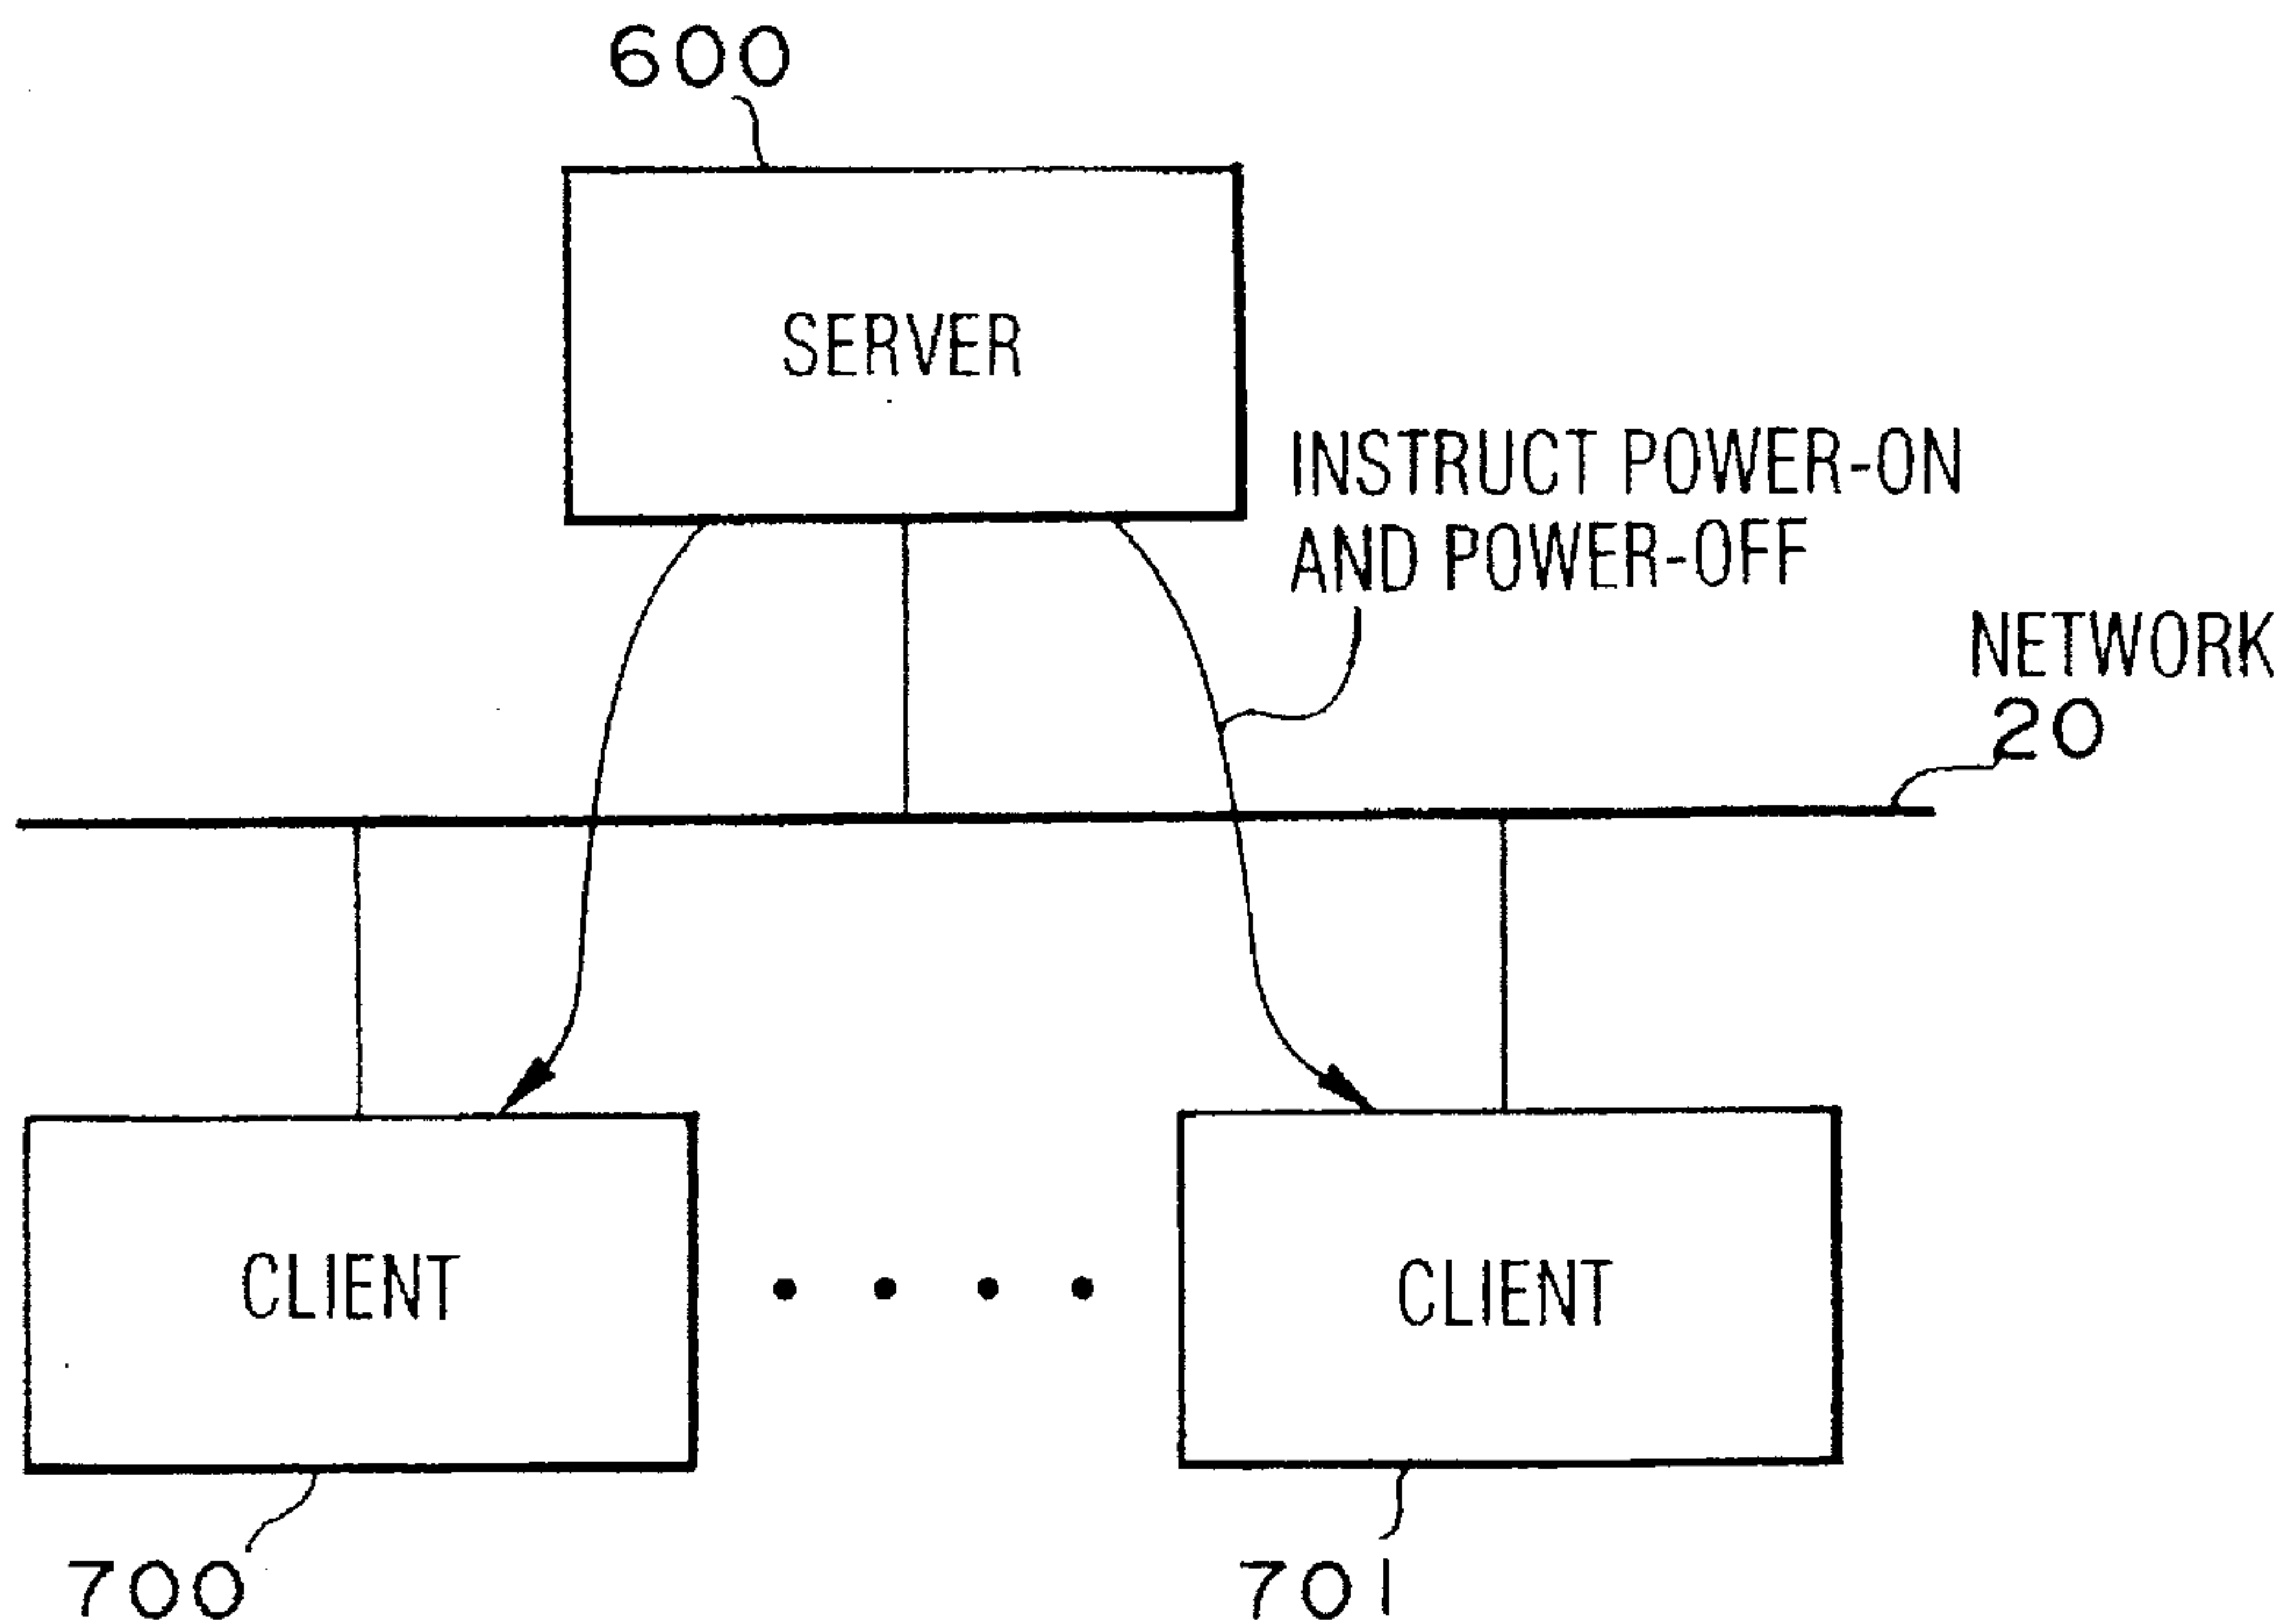 600
SERVER
INSTRUCT POWER-ON
AND POWER-OFF
NETWORK
20
CLIENT
CLIENT
700
701